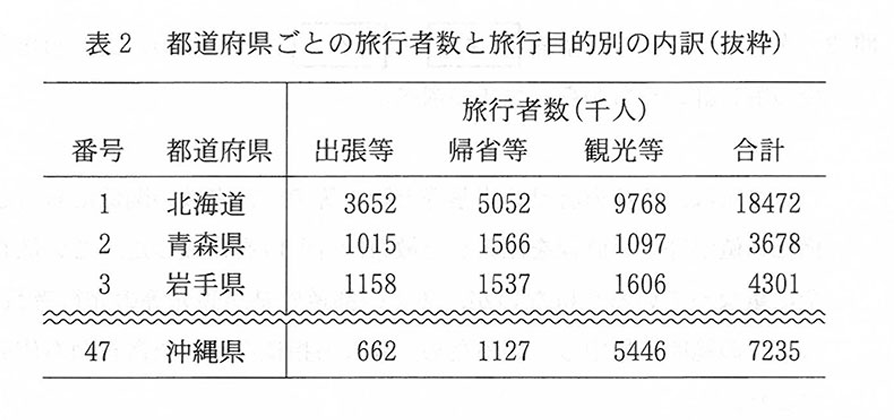 表2 都道府県ごとの旅行者数と旅行目的別の内訳(抜粋)
旅行者数(千人)
番号 都道府県 出張等 帰省等 観光等 合計
1 北海道 3652 5052 9768 18472
2 青森県 1015 1566 1097 3678
3 岩手県 1158 1537 1606 4301
47 沖縄県 662 1127 5446 7235